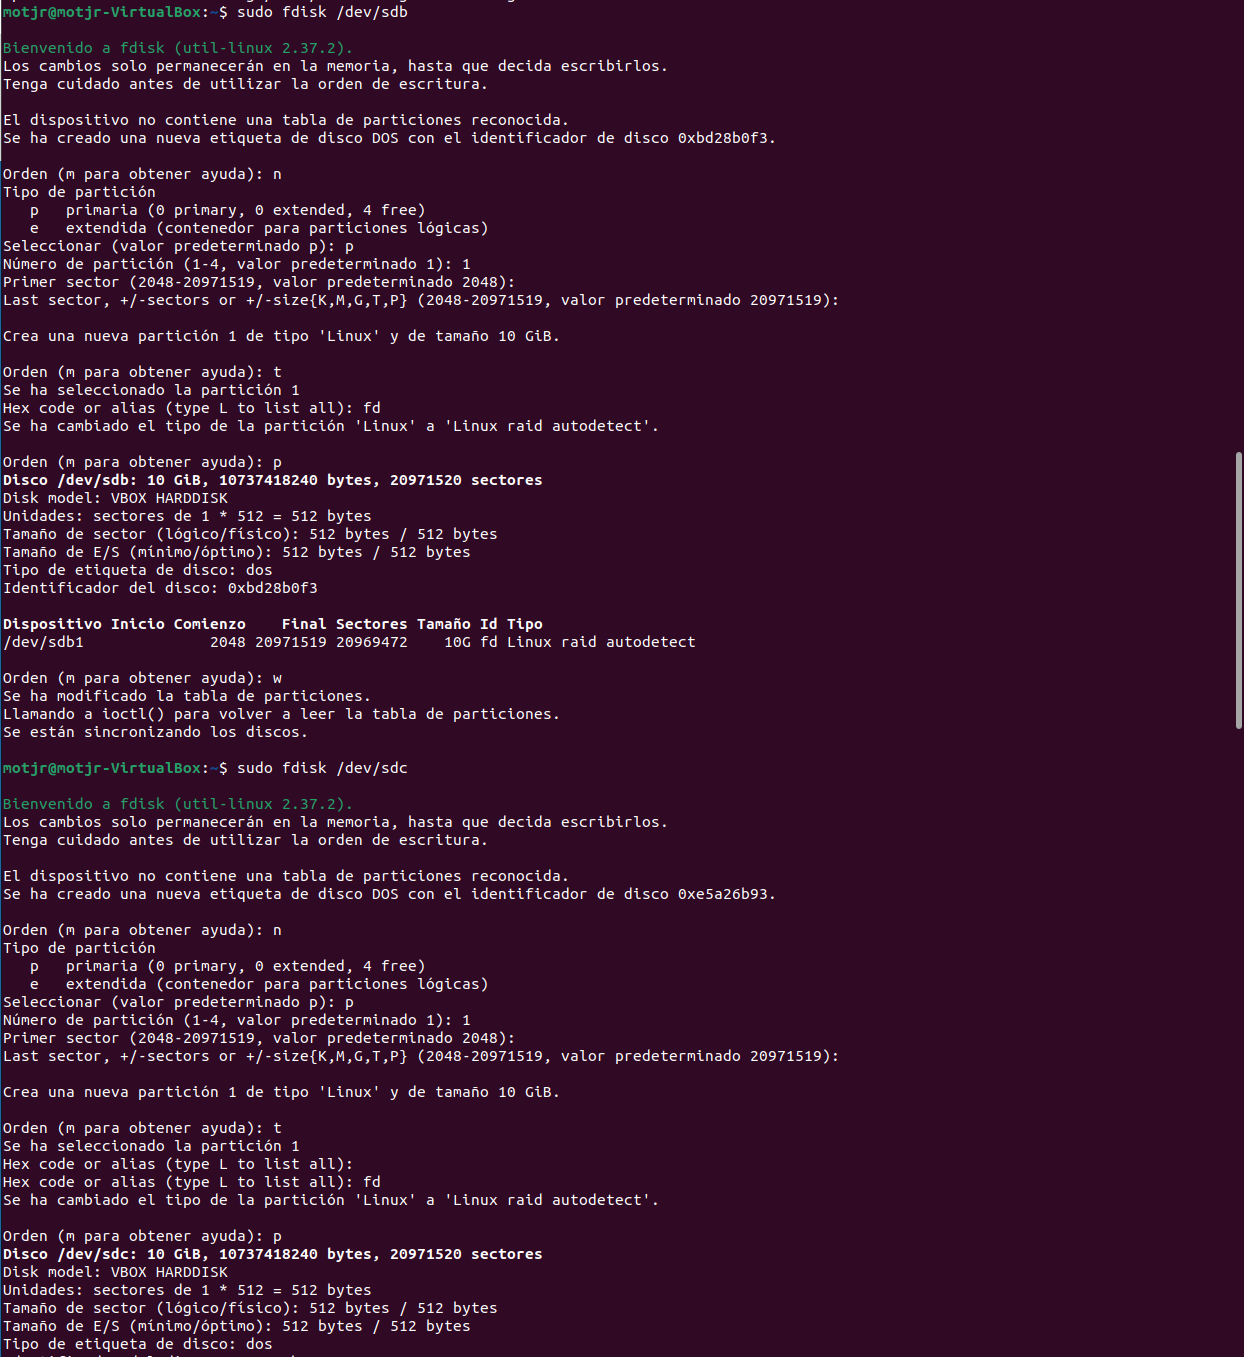 motjr@motjr-VirtualBox:~$ sudo fdisk /dev/sdb
Bienvenido a fdisk (util-linux 2.37.2).
Los cambios solo permanecerán en la memoria, hasta que decida escribirlos.
Tenga cuidado antes de utilizar la orden de escritura.
El dispositivo no contiene una tabla de particiones reconocida.
Se ha creado una nueva etiqueta de disco DOS con el identificador de disco 0xbd28b0f3.
Orden (m para obtener ayuda): n
Tipo de partición
   p   primaria (0 primary, 0 extended, 4 free)
   e   extendida (contenedor para particiones lógicas)
Seleccionar (valor predeterminado p): p
Número de partición (1-4, valor predeterminado 1): 1
Primer sector (2048-20971519, valor predeterminado 2048):
Last sector, +/-sectors or +/-size{K,M,G,T,P} (2048-20971519, valor predeterminado 20971519):
Crea una nueva partición 1 de tipo 'Linux' y de tamaño 10 GiB.
Orden (m para obtener ayuda): t
Se ha seleccionado la partición 1
Hex code or alias (type L to list all): fd
Se ha cambiado el tipo de la partición 'Linux' a 'Linux raid autodetect'.
Orden (m para obtener ayuda): p
Disco /dev/sdb: 10 GiB, 10737418240 bytes, 20971520 sectores
Disk model: VBOX HARDDISK
Unidades: sectores de 1 * 512 = 512 bytes
Tamaño de sector (lógico/físico): 512 bytes / 512 bytes
Tamaño de E/S (mínimo/óptimo): 512 bytes / 512 bytes
Tipo de etiqueta de disco: dos
Identificador del disco: 0xbd28b0f3
Dispositivo Inicio Comienzo    Final Sectores Tamaño Id Tipo
/dev/sdb1              2048 20971519 20969472    10G fd Linux raid autodetect
Orden (m para obtener ayuda): w
Se ha modificado la tabla de particiones.
Llamando a ioctl() para volver a leer la tabla de particiones.
Se están sincronizando los discos.
motjr@motjr-VirtualBox:~$ sudo fdisk /dev/sdc
Bienvenido a fdisk (util-linux 2.37.2).
Los cambios solo permanecerán en la memoria, hasta que decida escribirlos.
Tenga cuidado antes de utilizar la orden de escritura.
El dispositivo no contiene una tabla de particiones reconocida.
Se ha creado una nueva etiqueta de disco DOS con el identificador de disco 0xe5a26b93.
Orden (m para obtener ayuda): n
Tipo de partición
   p   primaria (0 primary, 0 extended, 4 free)
   e   extendida (contenedor para particiones lógicas)
Seleccionar (valor predeterminado p): p
Número de partición (1-4, valor predeterminado 1): 1
Primer sector (2048-20971519, valor predeterminado 2048):
Last sector, +/-sectors or +/-size{K,M,G,T,P} (2048-20971519, valor predeterminado 20971519):
Crea una nueva partición 1 de tipo 'Linux' y de tamaño 10 GiB.
Orden (m para obtener ayuda): t
Se ha seleccionado la partición 1
Hex code or alias (type L to list all):
Hex code or alias (type L to list all): fd
Se ha cambiado el tipo de la partición 'Linux' a 'Linux raid autodetect'.
Orden (m para obtener ayuda): p
Disco /dev/sdc: 10 GiB, 10737418240 bytes, 20971520 sectores
Disk model: VBOX HARDDISK
Unidades: sectores de 1 * 512 = 512 bytes
Tamaño de sector (lógico/físico): 512 bytes / 512 bytes
Tamaño de E/S (mínimo/óptimo): 512 bytes / 512 bytes
Tipo de etiqueta de disco: dos